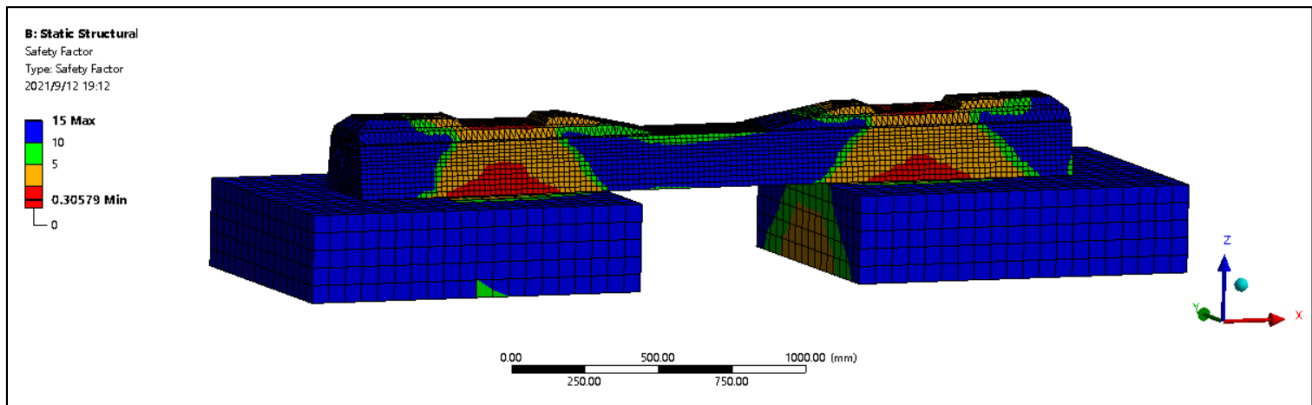 B: Static Structural
Safety Factor
Type: Safety Factor
2021/9/12 19:12
15 Max
10
5
0.30579 Min
0
Z
Y
X
0.00 500.00 1000.00 (mm)
250.00 750.00